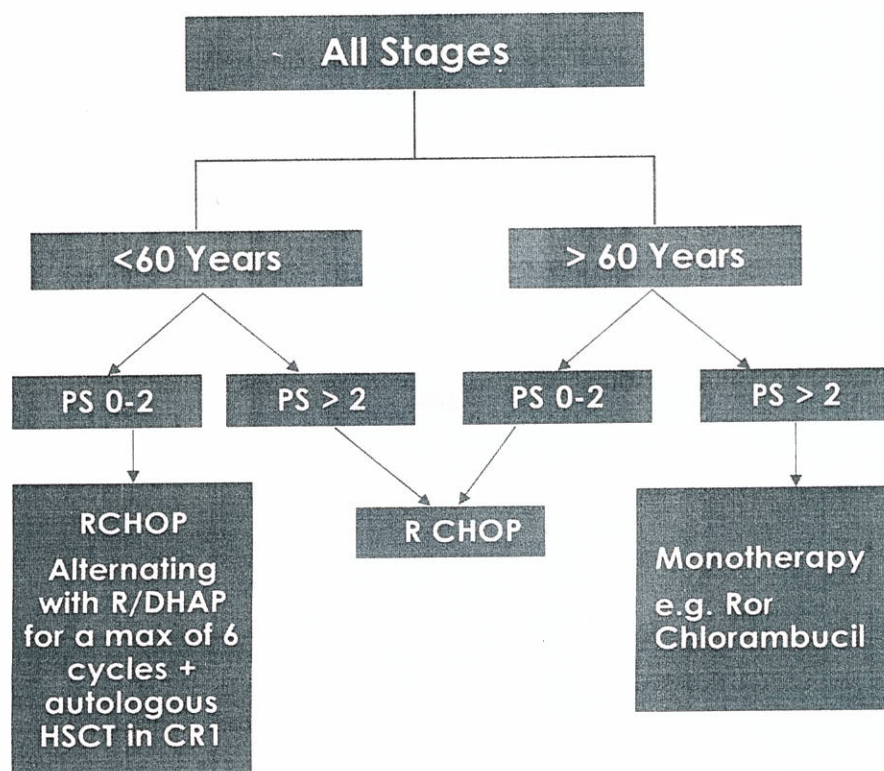 All Stages
<60 Years
> 60 Years
PS 0-2
PS > 2
PS 0-2
PS > 2
RCHOP
Alternating
with R/DHAP
for a max of 6
cycles +
autologous
HSCT in CR1
R CHOP
Monotherapy
e.g. Ror
Chlorambucil